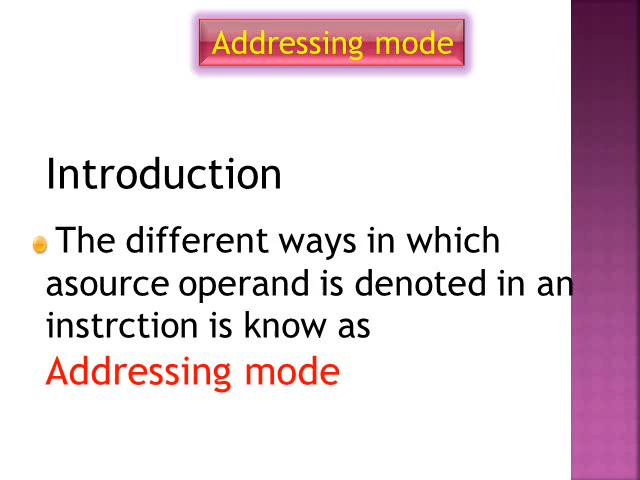 Addressing mode
Introduction
The different ways in which
asource operand is denoted in an
instrction is know as
Addressing mode